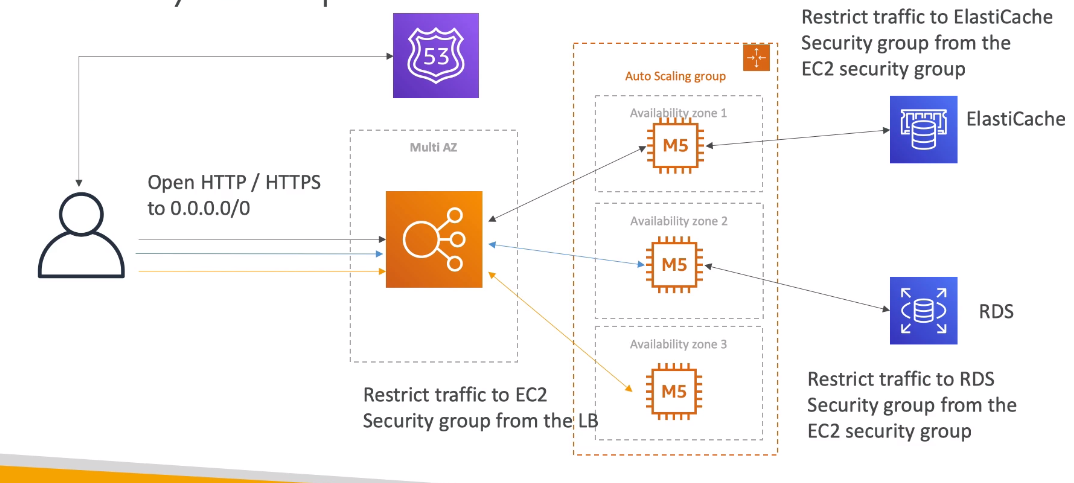 53
Restrict traffic to ElastiCache
Security group from the
EC2 security group
Auto Scaling group
Availability zone 1
M5
ElastiCache
Multi AZ
Open HTTP / HTTPS
to 0.0.0.0/0
Availability zone 2
M5
RDS
Availability zone 3
M5
Restrict traffic to EC2
Security group from the LB
Restrict traffic to RDS
Security group from the
EC2 security group